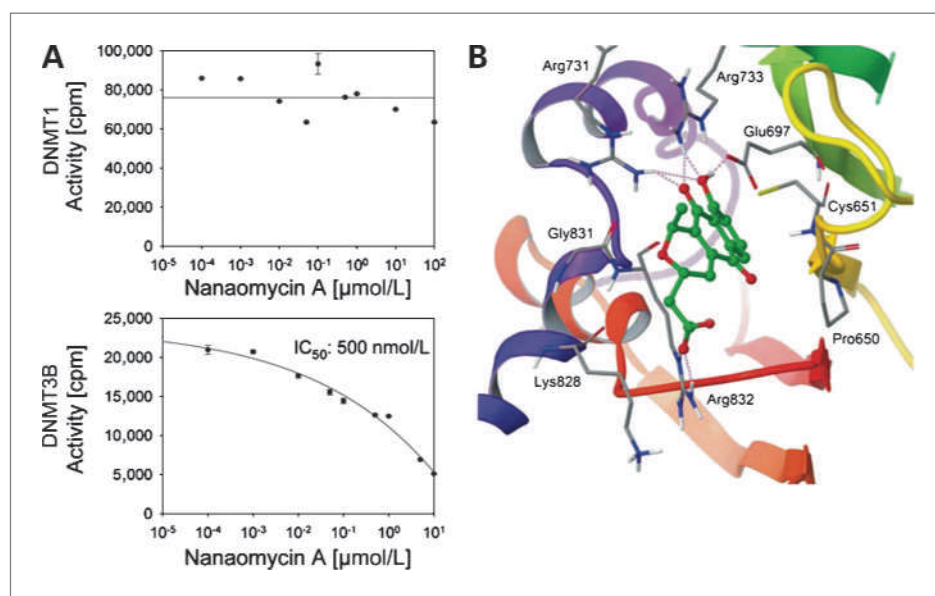 A
100,000
80,000
60,000
40,000
20,000
0
DNMT1
Activity [cpm]
10⁻⁵ 10⁻⁴ 10⁻³ 10⁻² 10⁻¹ 10⁰ 10¹ 10²
Nanaomycin A [µmol/L]
25,000
20,000
15,000
10,000
5,000
0
DNMT3B
Activity [cpm]
IC₅₀: 500 nmol/L
10⁻⁵ 10⁻⁴ 10⁻³ 10⁻² 10⁻¹ 10⁰ 10¹
Nanaomycin A [µmol/L]
B
Arg731
Arg733
Glu697
Cys651
Gly831
Pro650
Lys828
Arg832